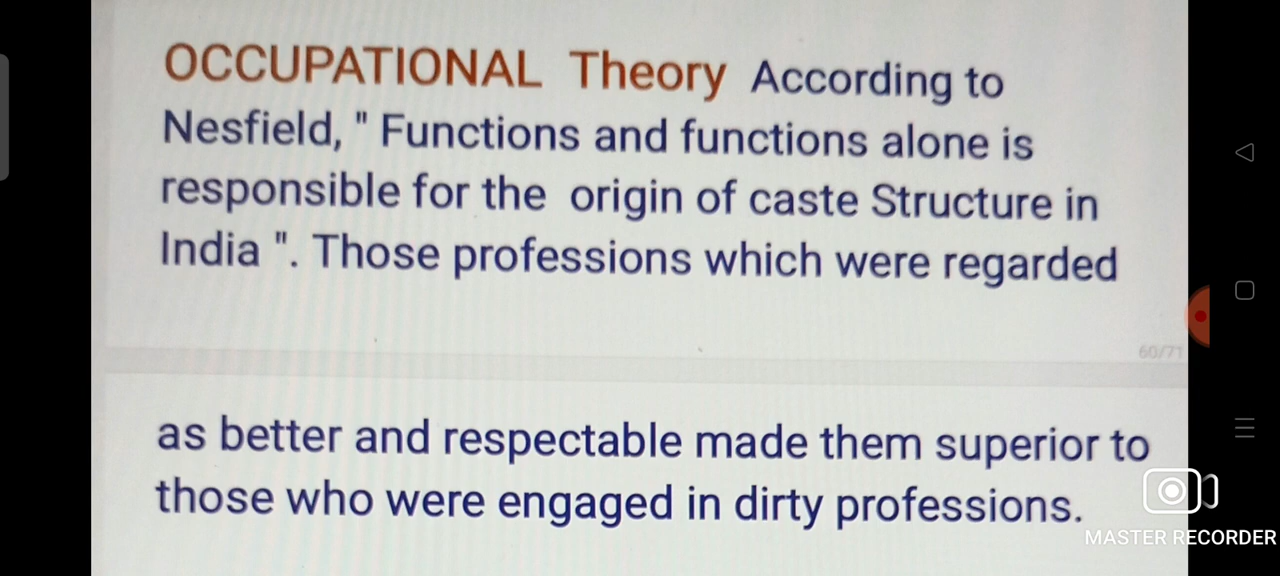 OCCUPATIONAL Theory According to
Nesfield, " Functions and functions alone is
responsible for the origin of caste Structure in
India ". Those professions which were regarded
60/71
as better and respectable made them superior to
those who were engaged in dirty professions.
MASTER RECORDER